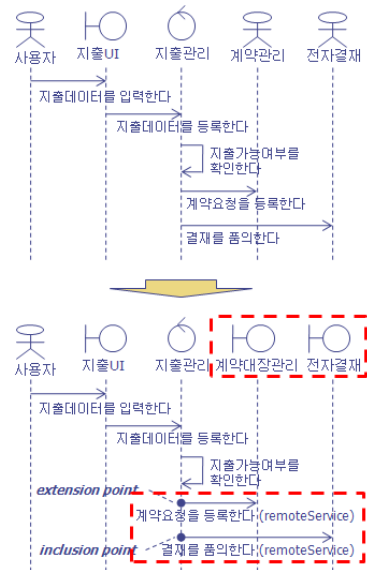 사용자 지출UI 지출관리 계약관리 전자결재
지출데이터를 입력한다
지출데이터를 등록한다
지출가능여부를
확인한다
계약요청을 등록한다
결재를 품의한다
사용자 지출UI 지출관리 계약대장관리 전자결재
지출데이터를 입력한다
지출데이터를 등록한다
지출가능여부를
확인한다
extension point
계약요청을 등록한다 (remoteService)
inclusion point 결재를 품의한다 (remoteService)